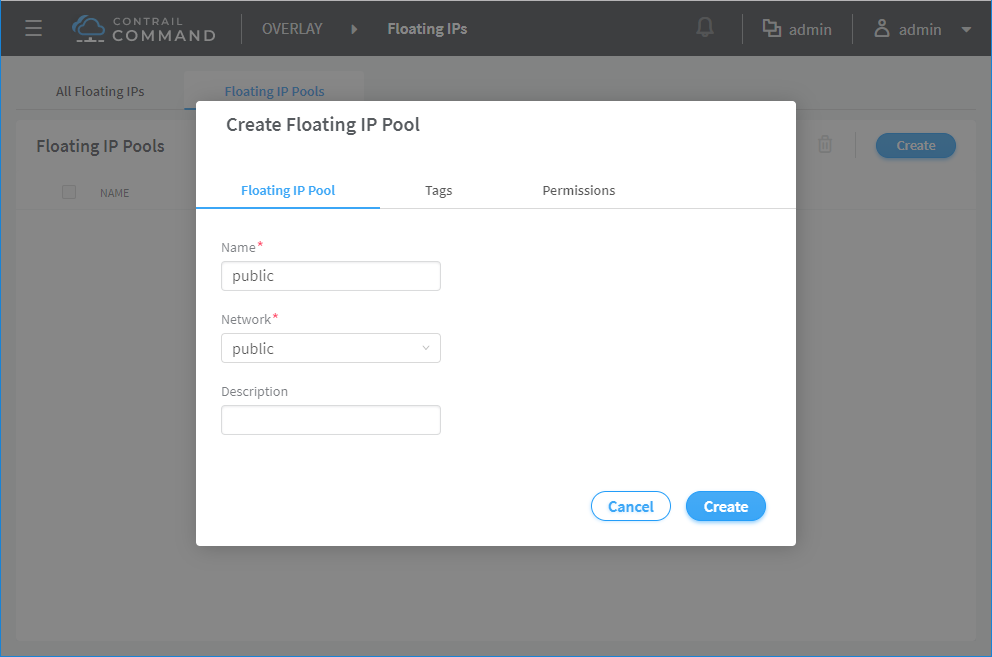 CONTRAIL
COMMAND
OVERLAY
Floating IPs
admin
admin
All Floating IPs
Floating IP Pools
Floating IP Pools
Create
NAME
Create Floating IP Pool
Floating IP Pool
Tags
Permissions
Name*
public
Network*
public
Description
Cancel
Create